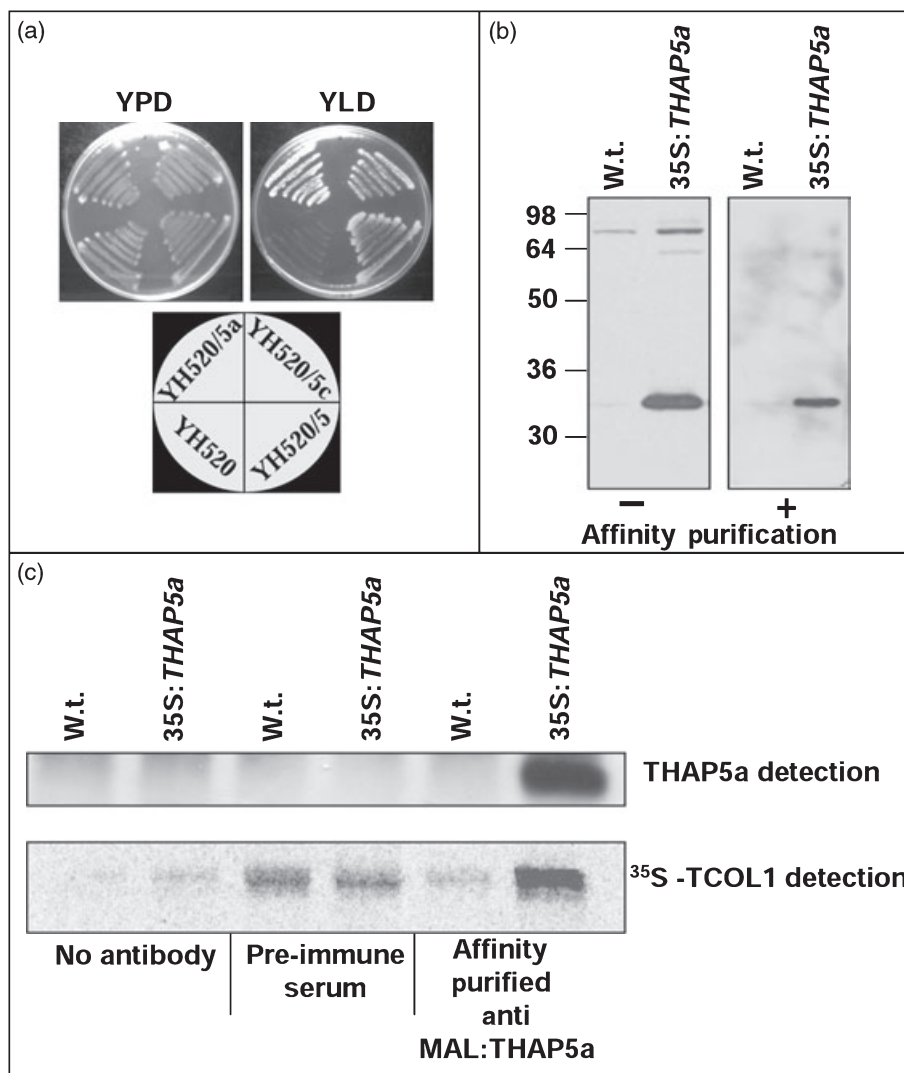 (a)
YPD
YLD
YH520/5a
YH520/5c
YH520
YH520/5
(b)
W.t.
35S:THAP5a
W.t.
35S:THAP5a
98
64
50
36
30
− +
Affinity purification
(c)
W.t.
35S:THAP5a
W.t.
35S:THAP5a
W.t.
35S:THAP5a
THAP5a detection
35S -TCOL1 detection
No antibody
Pre-immune
serum
Affinity
purified
anti
MAL:THAP5a